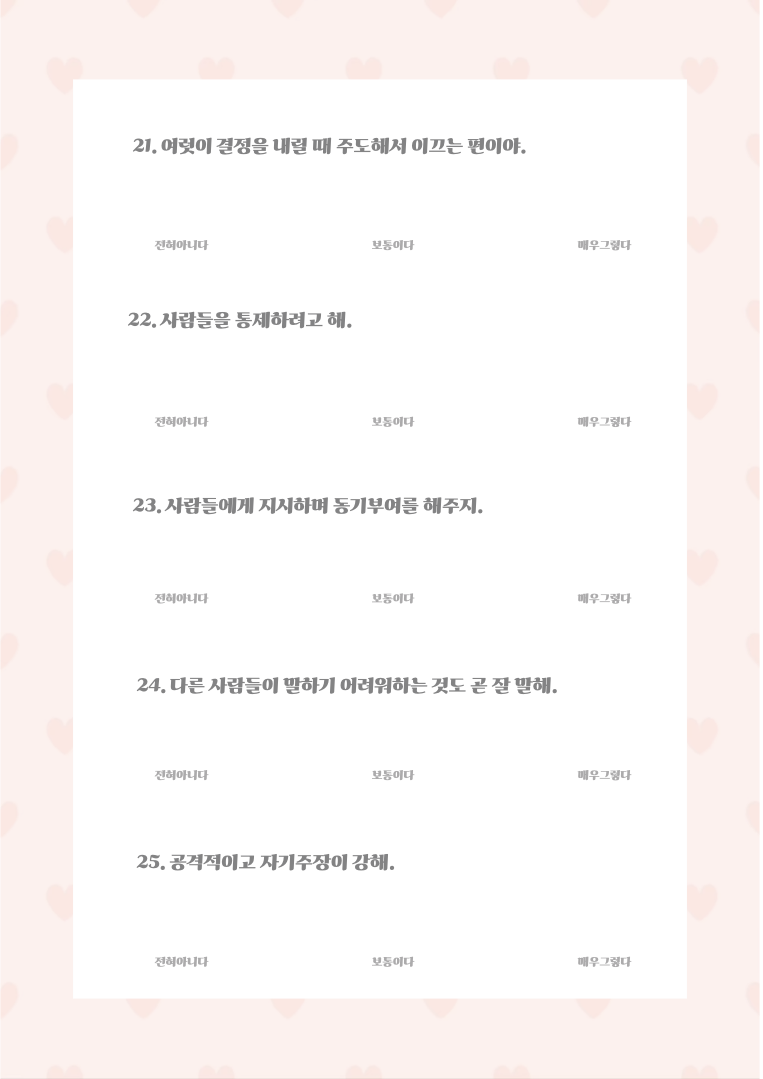 21. 여럿이 결정을 내릴 때 주도해서 이끄는 편이야.
전혀아니다 보통이다 매우그렇다
22. 사람들을 통제하려고 해.
전혀아니다 보통이다 매우그렇다
23. 사람들에게 지시하며 동기부여를 해주지.
전혀아니다 보통이다 매우그렇다
24. 다른 사람들이 말하기 어려워하는 것도 곧 잘 말해.
전혀아니다 보통이다 매우그렇다
25. 공격적이고 자기주장이 강해.
전혀아니다 보통이다 매우그렇다